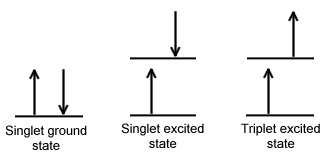 Singlet ground
state
Singlet excited
state
Triplet excited
state